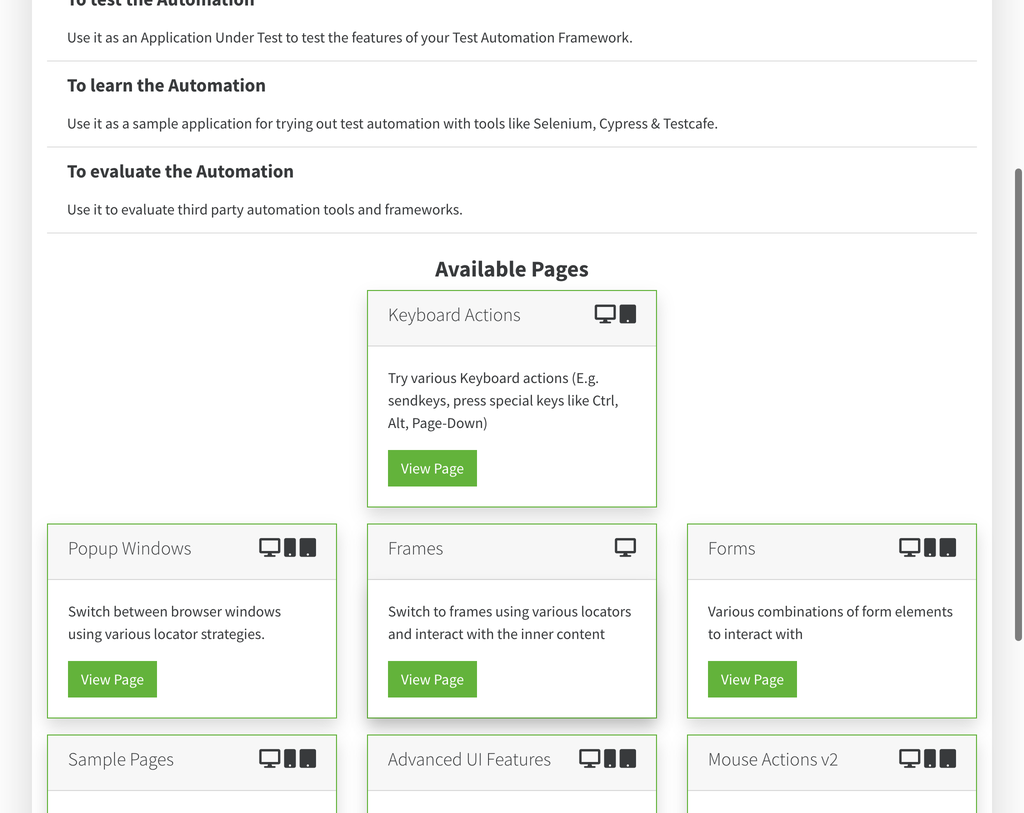 To test the Automation
Use it as an Application Under Test to test the features of your Test Automation Framework.
To learn the Automation
Use it as a sample application for trying out test automation with tools like Selenium, Cypress & Testcafe.
To evaluate the Automation
Use it to evaluate third party automation tools and frameworks.
Available Pages
Keyboard Actions
Try various Keyboard actions (E.g.
sendkeys, press special keys like Ctrl,
Alt, Page-Down)
View Page
Popup Windows
Switch between browser windows
using various locator strategies.
View Page
Frames
Switch to frames using various locators
and interact with the inner content
View Page
Forms
Various combinations of form elements
to interact with
View Page
Sample Pages
Advanced UI Features
Mouse Actions v2